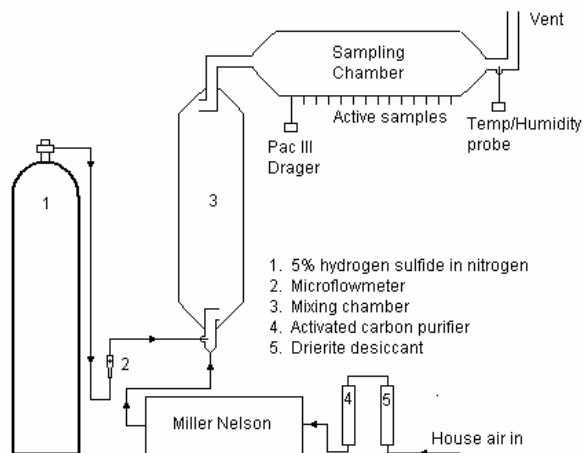 Vent
Sampling
Chamber
Active samples
Temp/Humidity
probe
Pac III
Drager
1
3
2
1. 5% hydrogen sulfide in nitrogen
2. Microflowmeter
3. Mixing chamber
4. Activated carbon purifier
5. Drierite desiccant
4
5
Miller Nelson
House air in